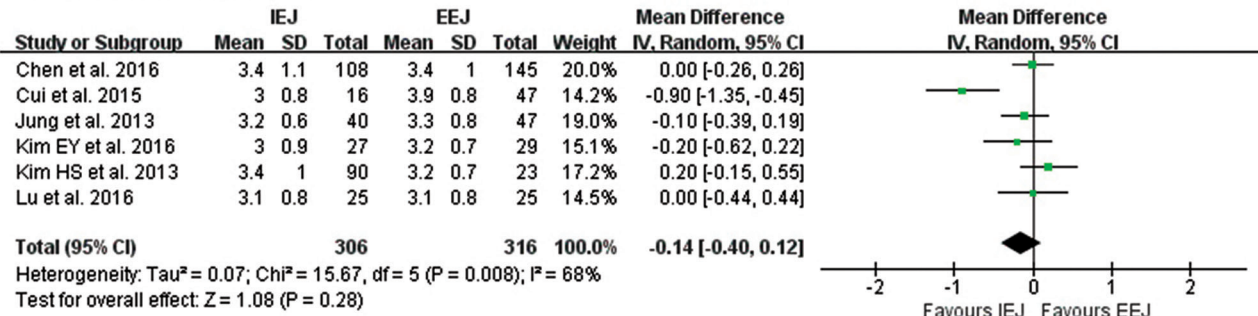 IEJ EEJ Mean Difference Mean Difference
Study or Subgroup Mean SD Total Mean SD Total Weight IV, Random, 95% CI IV, Random, 95% CI
Chen et al. 2016 3.4 1.1 108 3.4 1 145 20.0% 0.00 [-0.26, 0.26]
Cui et al. 2015 3 0.8 16 3.9 0.8 47 14.2% -0.90 [-1.35, -0.45]
Jung et al. 2013 3.2 0.6 40 3.3 0.8 47 19.0% -0.10 [-0.39, 0.19]
Kim EY et al. 2016 3 0.9 27 3.2 0.7 29 15.1% -0.20 [-0.62, 0.22]
Kim HS et al. 2013 3.4 1 90 3.2 0.7 23 17.2% 0.20 [-0.15, 0.55]
Lu et al. 2016 3.1 0.8 25 3.1 0.8 25 14.5% 0.00 [-0.44, 0.44]
Total (95% CI) 306 316 100.0% -0.14 [-0.40, 0.12]
Heterogeneity: Tau² = 0.07; Chi² = 15.67, df = 5 (P = 0.008); I² = 68%
Test for overall effect: Z = 1.08 (P = 0.28)
-2 -1 0 1 2
Favours IEJ Favours EEJ